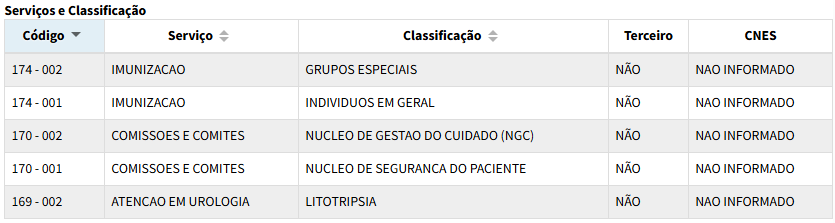 Serviços e Classificação
Código Serviço Classificação Terceiro CNES
174 - 002 IMUNIZACAO GRUPOS ESPECIAIS NÃO NAO INFORMADO
174 - 001 IMUNIZACAO INDIVIDUOS EM GERAL NÃO NAO INFORMADO
170 - 002 COMISSOES E COMITES NUCLEO DE GESTAO DO CUIDADO (NGC) NÃO NAO INFORMADO
170 - 001 COMISSOES E COMITES NUCLEO DE SEGURANCA DO PACIENTE NÃO NAO INFORMADO
169 - 002 ATENCAO EM UROLOGIA LITOTRIPSIA NÃO NAO INFORMADO